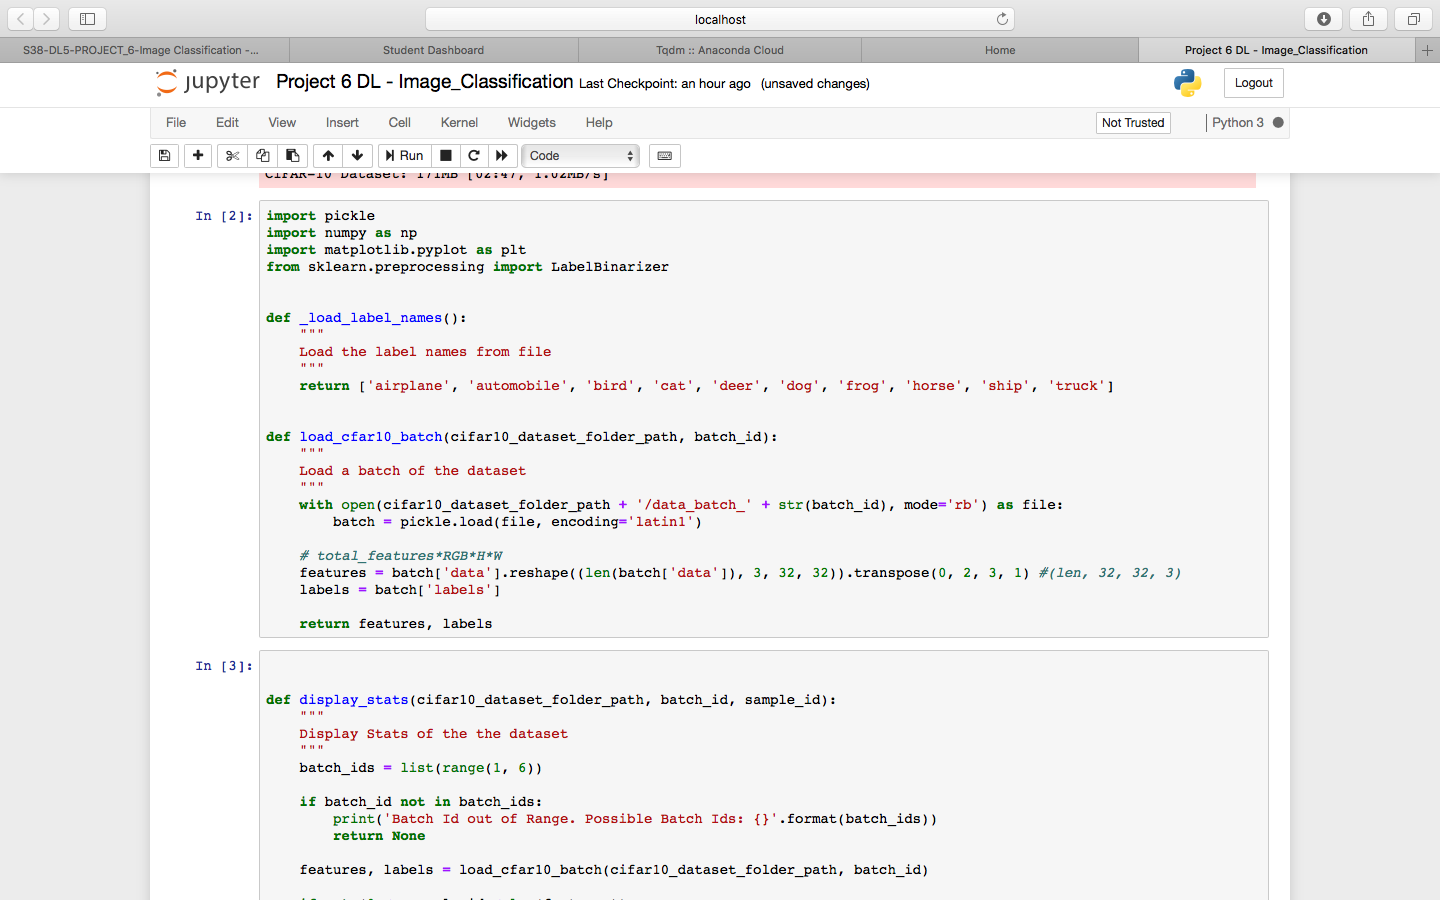 localhost
S38-DL5-PROJECT_6-Image Classification -...
Student Dashboard
Tqdm :: Anaconda Cloud
Home
Project 6 DL - Image_Classification
jupyter Project 6 DL - Image_Classification Last Checkpoint: an hour ago (unsaved changes)
Logout
File Edit View Insert Cell Kernel Widgets Help
Not Trusted
Python 3
Run
Code
CIFAR-10 Dataset: 171MB [02:47, 1.02MB/s]
In [2]:
import pickle
import numpy as np
import matplotlib.pyplot as plt
from sklearn.preprocessing import LabelBinarizer
def _load_label_names():
"""
Load the label names from file
"""
return ['airplane', 'automobile', 'bird', 'cat', 'deer', 'dog', 'frog', 'horse', 'ship', 'truck']
def load_cfar10_batch(cifar10_dataset_folder_path, batch_id):
"""
Load a batch of the dataset
"""
with open(cifar10_dataset_folder_path + '/data_batch_' + str(batch_id), mode='rb') as file:
batch = pickle.load(file, encoding='latin1')
# total_features*RGB*H*W
features = batch['data'].reshape((len(batch['data']), 3, 32, 32)).transpose(0, 2, 3, 1) #(len, 32, 32, 3)
labels = batch['labels']
return features, labels
In [3]:
def display_stats(cifar10_dataset_folder_path, batch_id, sample_id):
"""
Display Stats of the the dataset
"""
batch_ids = list(range(1, 6))
if batch_id not in batch_ids:
print('Batch Id out of Range. Possible Batch Ids: {}'.format(batch_ids))
return None
features, labels = load_cfar10_batch(cifar10_dataset_folder_path, batch_id)